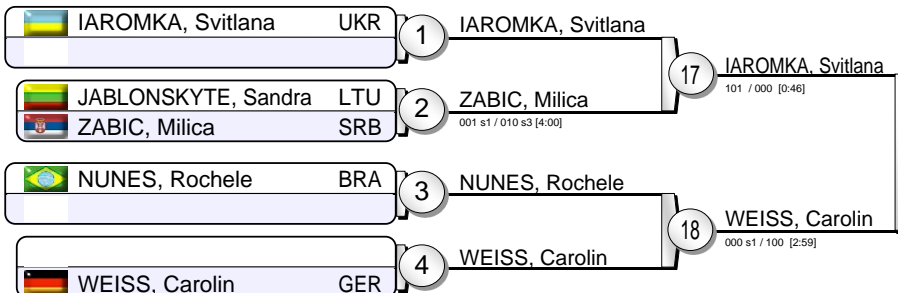 IAROMKA, Svitlana UKR
1
IAROMKA, Svitlana
JABLONSKYTE, Sandra LTU
ZABIC, Milica SRB
2
ZABIC, Milica
001 s1 / 010 s3 [4:00]
17
IAROMKA, Svitlana
101 / 000 [0:46]
NUNES, Rochele BRA
3
NUNES, Rochele
WEISS, Carolin GER
4
WEISS, Carolin
18
WEISS, Carolin
000 s1 / 100 [2:59]